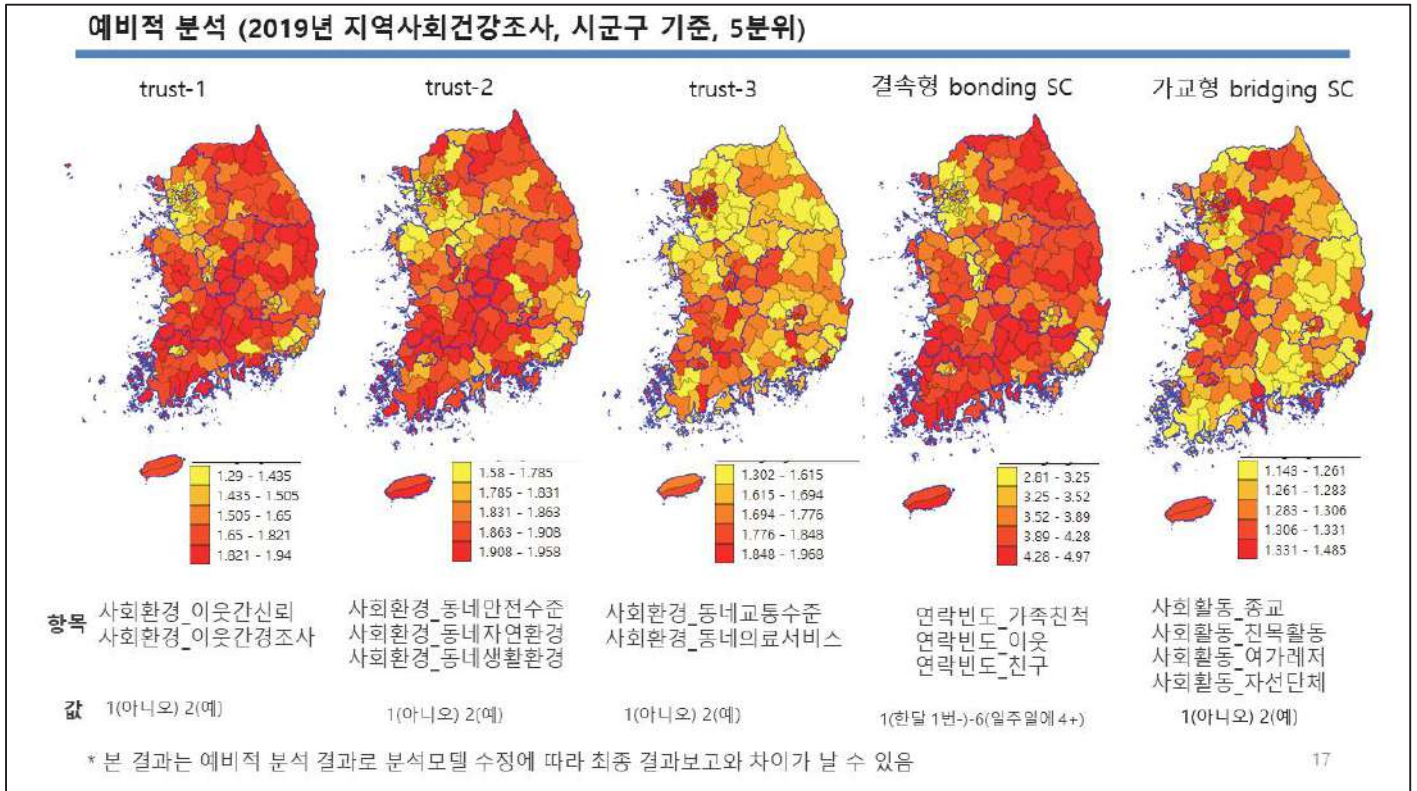 예비적 분석 (2019년 지역사회건강조사, 시군구 기준, 5분위)
trust-1
trust-2
trust-3
결속형 bonding SC
가교형 bridging SC
1.29 - 1.435
1.435 - 1.505
1.505 - 1.65
1.65 - 1.821
1.821 - 1.94
1.58 - 1.785
1.785 - 1.831
1.831 - 1.863
1.863 - 1.908
1.908 - 1.958
1.302 - 1.615
1.615 - 1.694
1.694 - 1.776
1.776 - 1.848
1.848 - 1.968
2.81 - 3.25
3.25 - 3.52
3.52 - 3.89
3.89 - 4.28
4.28 - 4.97
1.143 - 1.261
1.261 - 1.283
1.283 - 1.306
1.306 - 1.331
1.331 - 1.485
항목
사회환경_이웃간신뢰
사회환경_이웃간경조사
사회환경_동네안전수준
사회환경_동네자연환경
사회환경_동네생활환경
사회환경_동네교통수준
사회환경_동네의료서비스
연락빈도_가족친척
연락빈도_이웃
연락빈도_친구
사회활동_종교
사회활동_친목활동
사회활동_여가레저
사회활동_자선단체
값
1(아니오) 2(예)
1(아니오) 2(예)
1(아니오) 2(예)
1(한달 1번-)-6(일주일에 4+)
1(아니오) 2(예)
* 본 결과는 예비적 분석 결과로 분석모델 수정에 따라 최종 결과보고와 차이가 날 수 있음
17